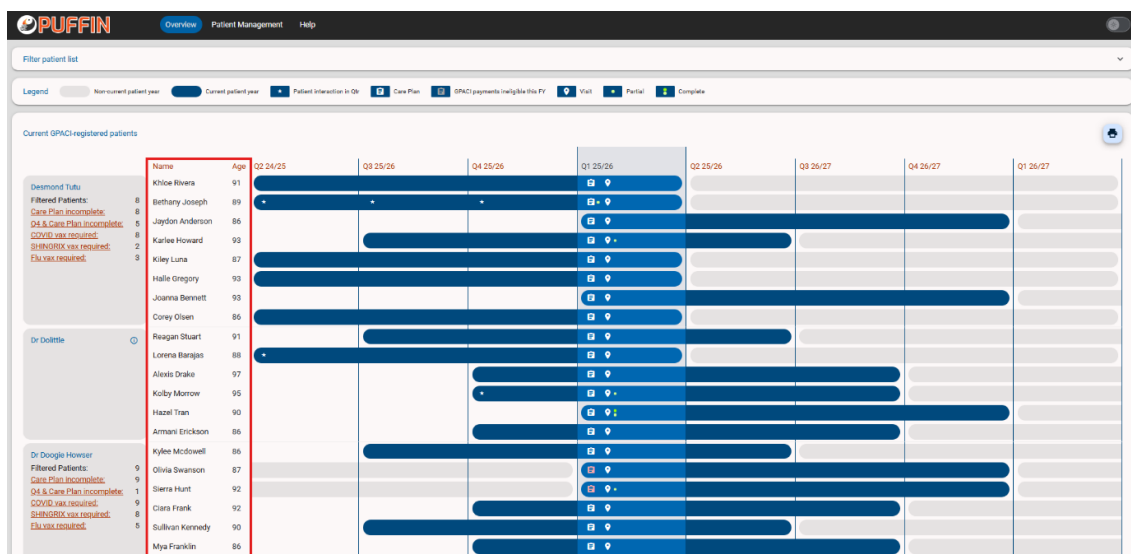 PUFFIN
Overview Patient Management Help
Filter patient list
Legend Non-current patient year Current patient year Patient interaction in Qtr Care Plan GPACI payments ineligible this FY Visit Partial Complete
Current GPACI-registered patients
Name Age Q2 24/25 Q3 25/26 Q4 25/26 Q1 25/26 Q2 25/26 Q3 26/27 Q4 26/27 Q1 26/27
Desmond Tutu
Filtered Patients: 8
Care Plan incomplete: 8
Q4 & Care Plan incomplete: 5
COVID vax required: 8
SHINGRIX vax required: 2
Flu vax required: 3
Khloe Rivera 91
Bethany Joseph 89
Jaydon Anderson 86
Karlee Howard 93
Kiley Luna 87
Halle Gregory 93
Joanna Bennett 93
Corey Olsen 86
Dr Dolittle
Reagan Stuart 91
Lorena Barajas 88
Alexis Drake 97
Kolby Morrow 95
Hazel Tran 90
Armani Erickson 86
Dr Doogie Howser
Filtered Patients: 9
Care Plan incomplete: 9
Q4 & Care Plan incomplete: 1
COVID vax required: 9
SHINGRIX vax required: 8
Flu vax required: 5
Kylee Mcdowell 86
Olivia Swanson 87
Sierra Hunt 92
Ciara Frank 92
Sullivan Kennedy 90
Mya Franklin 86